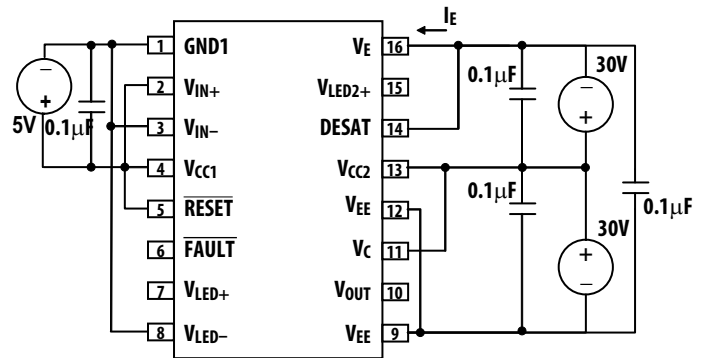 I_E
1 GND1 V_E 16
2 V_IN+ V_LED2+ 15
3 V_IN– DESAT 14
4 V_CC1 V_CC2 13
5 RESET V_EE 12
6 FAULT V_C 11
7 V_LED+ V_OUT 10
8 V_LED– V_EE 9
–
+
5V
0.1µF
0.1µF
30V
–
+
0.1µF
0.1µF
30V
+
–